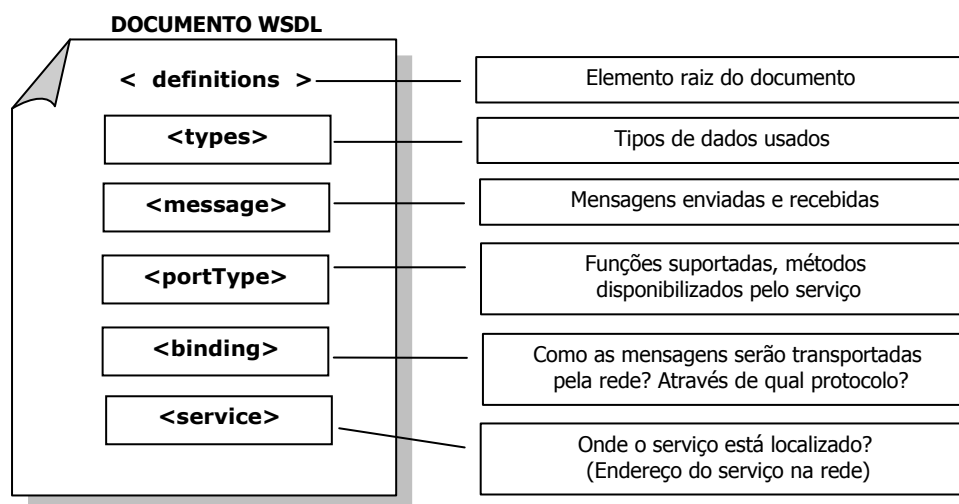 DOCUMENTO WSDL
< definitions >
Elemento raiz do documento
<types>
Tipos de dados usados
<message>
Mensagens enviadas e recebidas
<portType>
Funções suportadas, métodos
disponibilizados pelo serviço
<binding>
Como as mensagens serão transportadas
pela rede? Através de qual protocolo?
<service>
Onde o serviço está localizado?
(Endereço do serviço na rede)